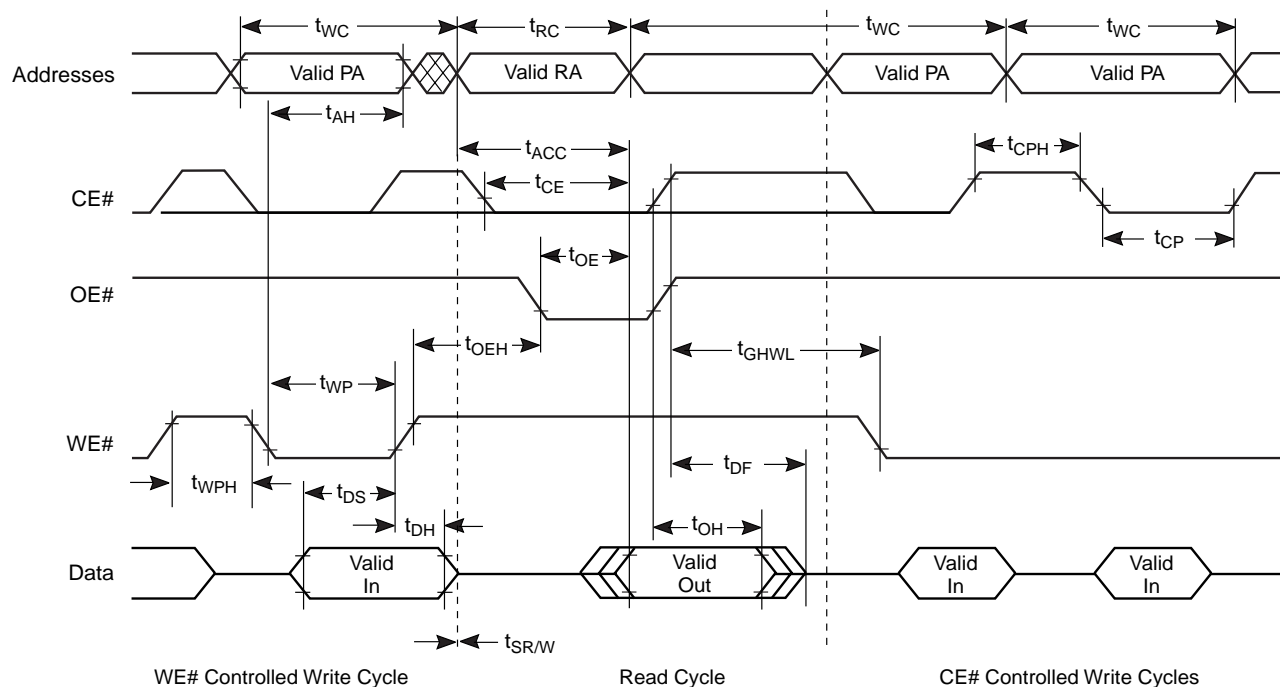 tWC tRC tWC tWC
Addresses Valid PA Valid RA Valid PA Valid PA
tAH
tACC tCPH
tCE
CE#
tCP
tOE
OE#
tOEH tGHWL
tWP
WE#
tDF
tWPH tDS
tDH tOH
Data Valid In Valid Out Valid In Valid In
tSR/W
WE# Controlled Write Cycle Read Cycle CE# Controlled Write Cycles